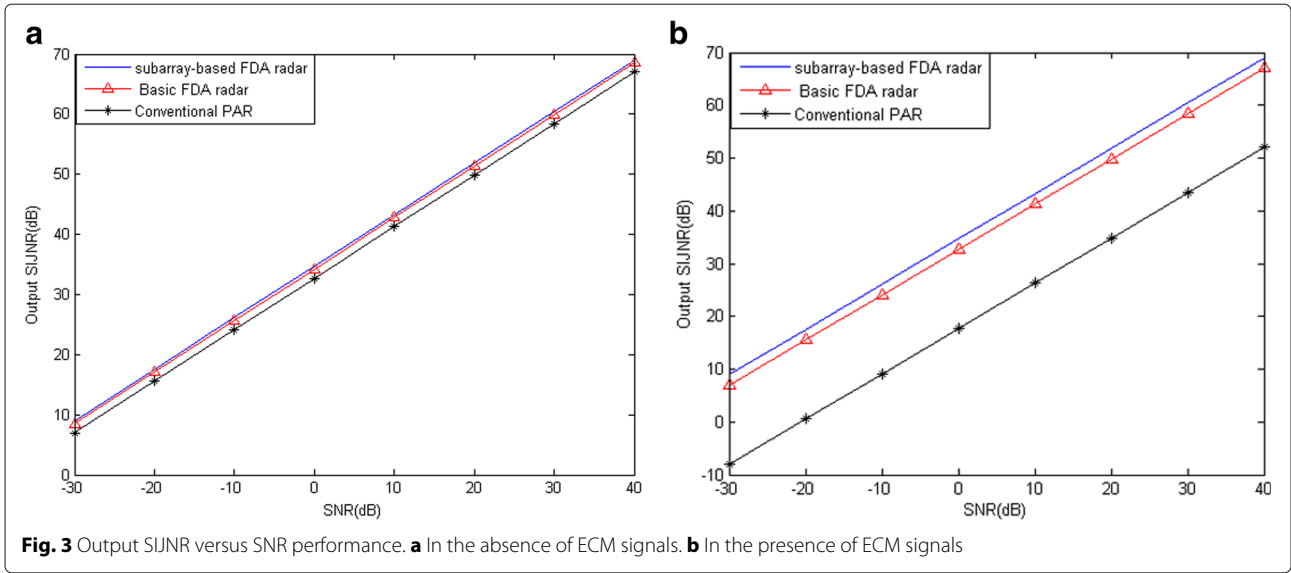 a
70
60
50
40
30
20
10
0
-30 -20 -10 0 10 20 30 40
Output SIJNR(dB)
SNR(dB)
subarray-based FDA radar
Basic FDA radar
Conventional PAR
b
70
60
50
40
30
20
10
0
-10
-30 -20 -10 0 10 20 30 40
Output SIJNR(dB)
SNR(dB)
subarray-based FDA radar
Basic FDA radar
Conventional PAR
Fig. 3 Output SIJNR versus SNR performance. a In the absence of ECM signals. b In the presence of ECM signals